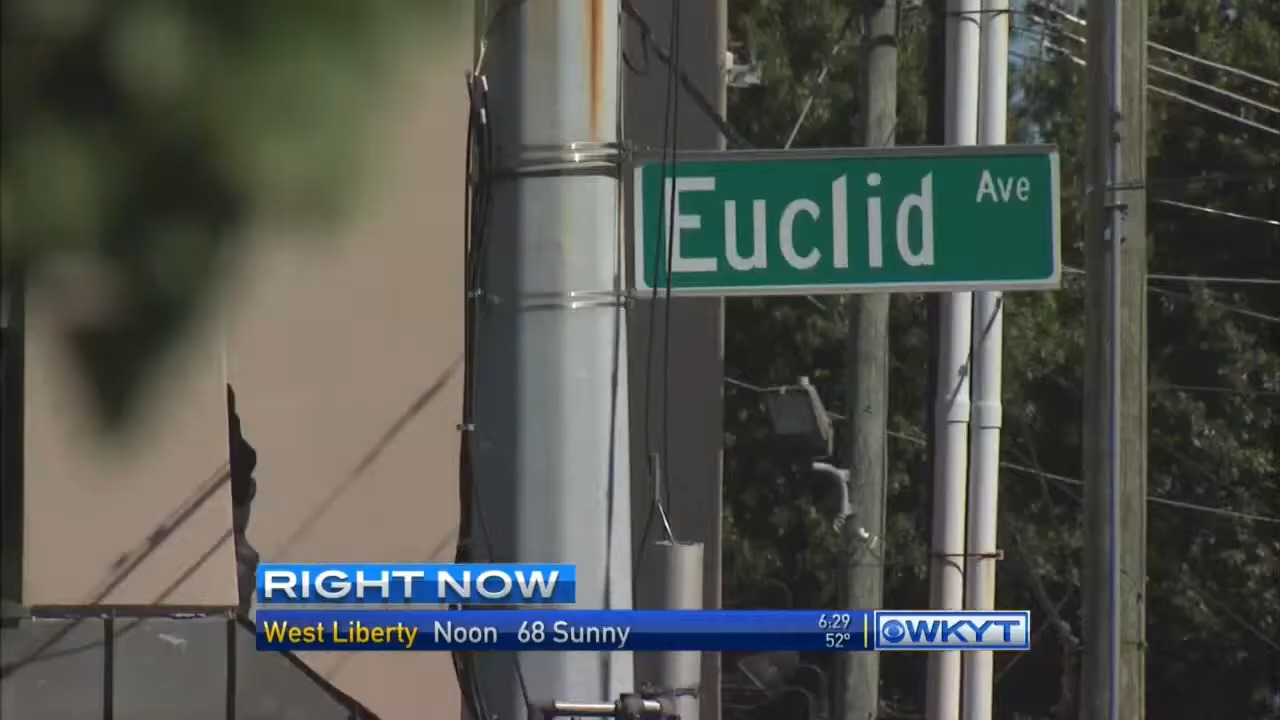 Euclid Ave
RIGHT NOW
West Liberty Noon 68 Sunny
6:29
52°
WKYT